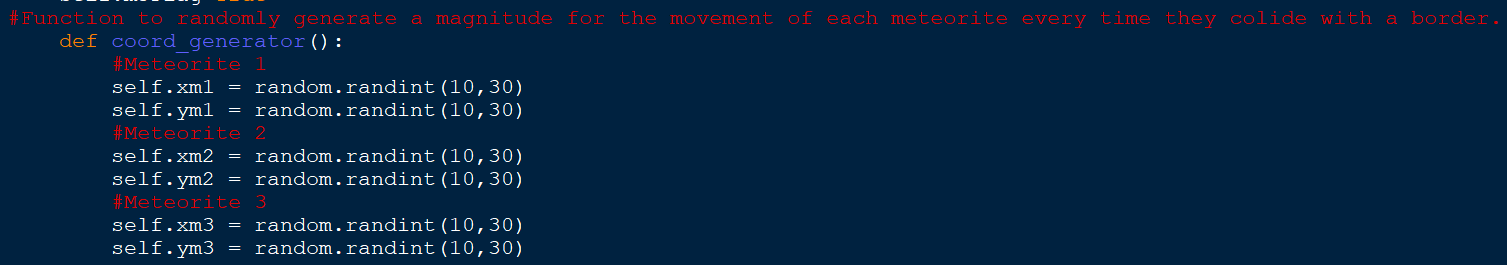 #Function to randomly generate a magnitude for the movement of each meteorite every time they colide with a border.
def coord_generator():
#Meteorite 1
self.xm1 = random.randint(10,30)
self.ym1 = random.randint(10,30)
#Meteorite 2
self.xm2 = random.randint(10,30)
self.ym2 = random.randint(10,30)
#Meteorite 3
self.xm3 = random.randint(10,30)
self.ym3 = random.randint(10,30)